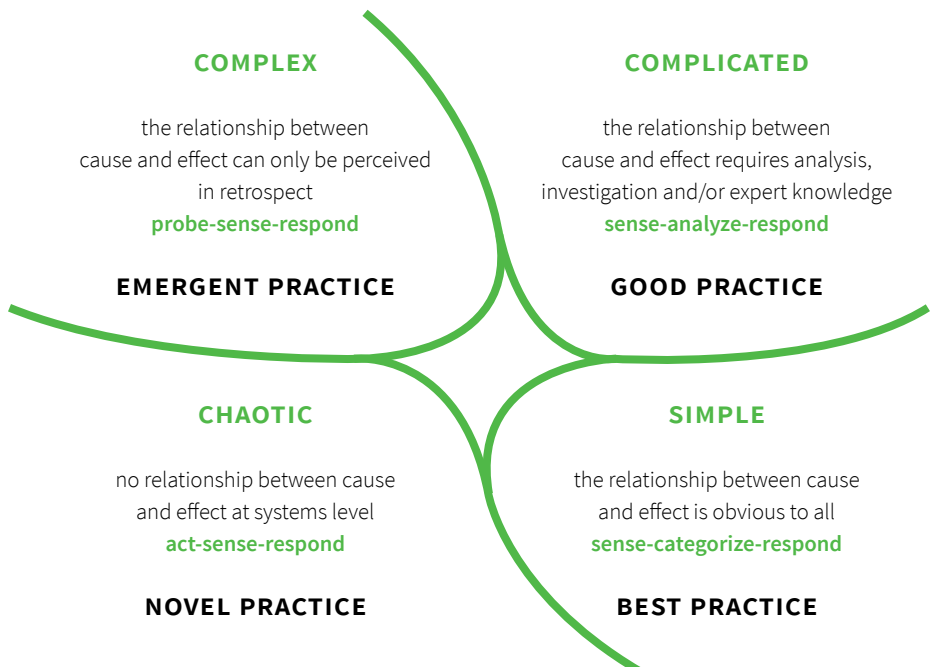 COMPLEX
the relationship between
cause and effect can only be perceived
in retrospect
probe-sense-respond
EMERGENT PRACTICE
COMPLICATED
the relationship between
cause and effect requires analysis,
investigation and/or expert knowledge
sense-analyze-respond
GOOD PRACTICE
CHAOTIC
no relationship between cause
and effect at systems level
act-sense-respond
NOVEL PRACTICE
SIMPLE
the relationship between cause
and effect is obvious to all
sense-categorize-respond
BEST PRACTICE